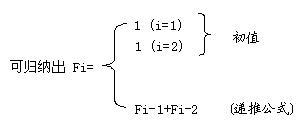 1 (i=1)
1 (i=2)
初值
可归纳出 Fi=
Fi-1+Fi-2 (递推公式)